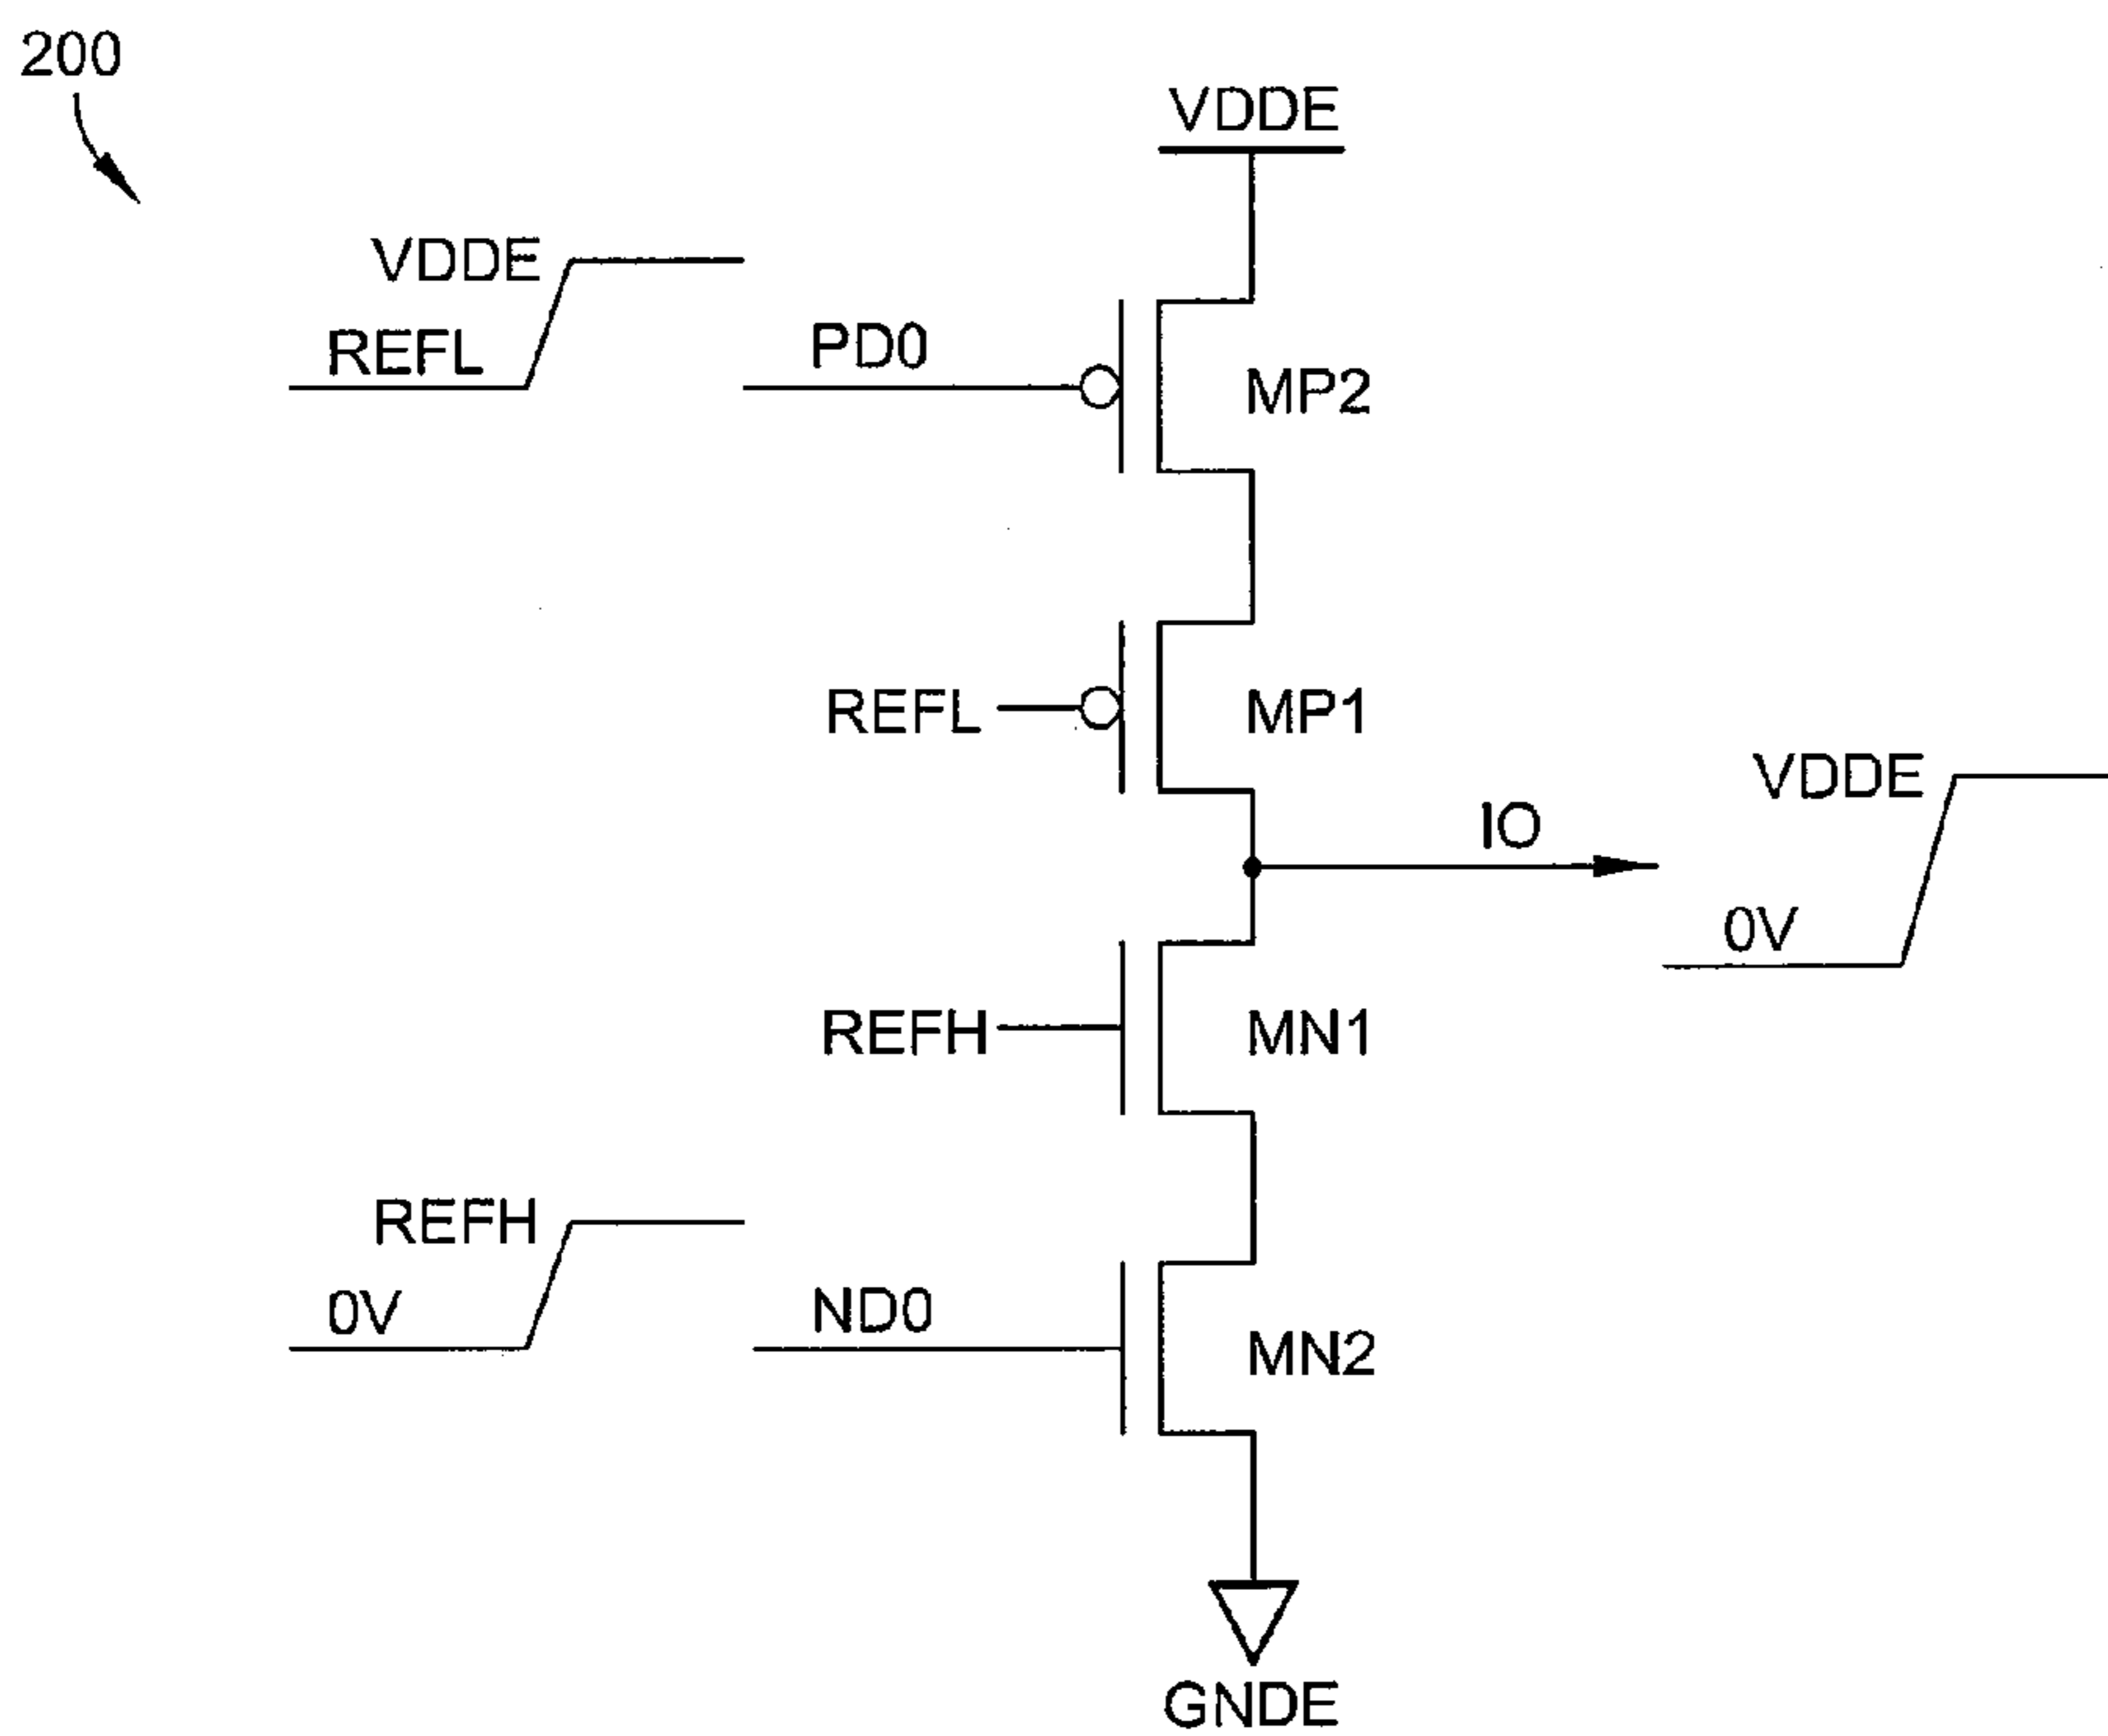 200
VDDE
VDDE
REFL
PD0
MP2
REFL
MP1
VDDE
IO
0V
REFH
MN1
REFH
0V
ND0
MN2
GNDE